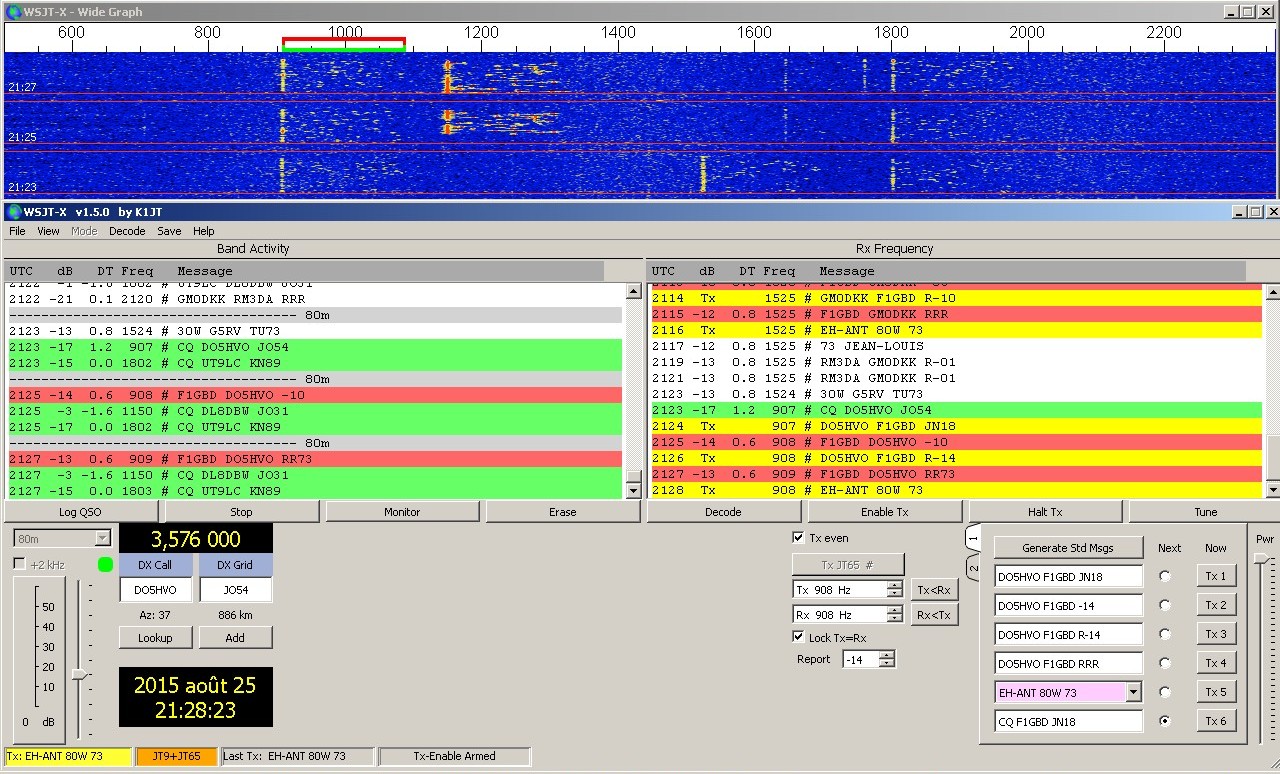 WSJT-X - Wide Graph
600 800 1000 1200 1400 1600 1800 2000 2200
21:27
21:25
21:23
WSJT-X v1.5.0 by K1JT
File View Mode Decode Save Help
Band Activity
UTC dB DT Freq Message
2122 -21 0.1 2120 # GM0DKK RM3DA RRR
------------------------------------ 80m
2123 -13 0.8 1524 # 30W G5RV TU73
2123 -17 1.2 907 # CQ DO5HVO JO54
2123 -15 0.0 1802 # CQ UT9LC KN89
------------------------------------ 80m
2125 -14 0.6 908 # F1GBD DO5HVO -10
2125 -3 -1.6 1150 # CQ DL8DBW JO31
2125 -17 0.0 1802 # CQ UT9LC KN89
------------------------------------ 80m
2127 -13 0.6 909 # F1GBD DO5HVO RR73
2127 -3 -1.6 1150 # CQ DL8DBW JO31
2127 -15 0.0 1803 # CQ UT9LC KN89
Rx Frequency
UTC dB DT Freq Message
2114 Tx 1525 # GM0DKK F1GBD R-10
2115 -12 0.8 1525 # F1GBD GM0DKK RRR
2116 Tx 1525 # EH-ANT 80W 73
2117 -12 0.8 1525 # 73 JEAN-LOUIS
2119 -13 0.8 1525 # RM3DA GM0DKK R-01
2121 -13 0.8 1525 # RM3DA GM0DKK R-01
2123 -13 0.8 1524 # 30W G5RV TU73
2123 -17 1.2 907 # CQ DO5HVO JO54
2124 Tx 907 # DO5HVO F1GBD JN18
2125 -14 0.6 908 # F1GBD DO5HVO -10
2126 Tx 908 # DO5HVO F1GBD R-14
2127 -13 0.6 909 # F1GBD DO5HVO RR73
2128 Tx 908 # EH-ANT 80W 73
Log QSO Stop Monitor Erase Decode Enable Tx Halt Tx Tune
80m
3,576 000
+2 kHz
DX Call DX Grid
DO5HVO JO54
Az: 37 886 km
Lookup Add
50
40
30
20
10
0 dB
2015 août 25
21:28:23
Tx even
Tx JT65 #
Tx 908 Hz Tx<Rx
Rx 908 Hz Rx<Tx
Lock Tx=Rx
Report -14
1
2
Generate Std Msgs Next Now Pwr
DO5HVO F1GBD JN18 Tx 1
DO5HVO F1GBD -14 Tx 2
DO5HVO F1GBD R-14 Tx 3
DO5HVO F1GBD RRR Tx 4
EH-ANT 80W 73 Tx 5
CQ F1GBD JN18 Tx 6
Tx: EH-ANT 80W 73 JT9+JT65 Last Tx: EH-ANT 80W 73 Tx-Enable Armed